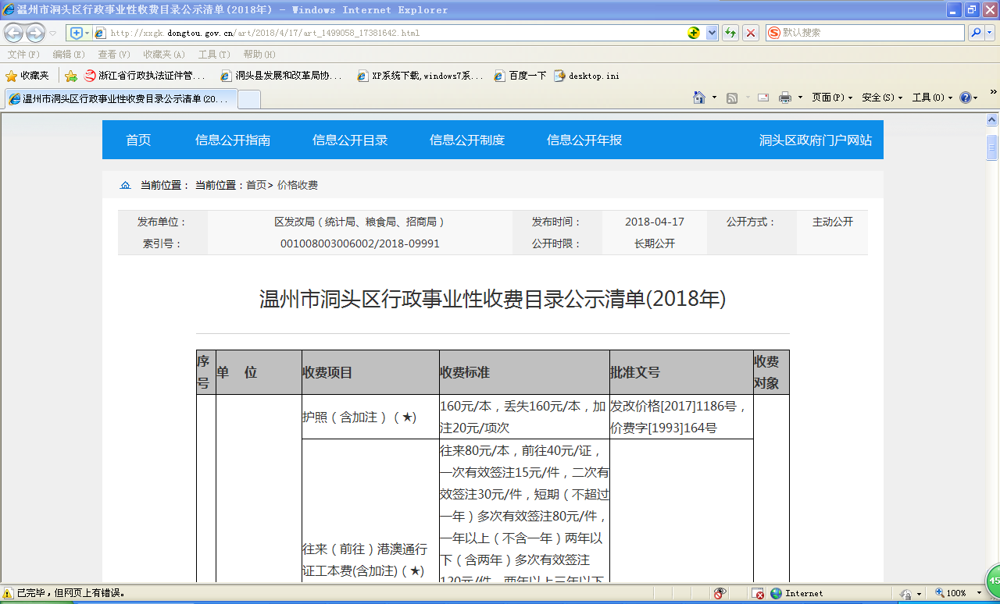 温州市洞头区行政事业性收费目录公示清单(2018年) - Windows Internet Explorer
http://xxgk.dongtou.gov.cn/art/2018/4/17/art_1499058_17381642.html
默认搜索
文件(F) 编辑(E) 查看(V) 收藏夹(A) 工具(T) 帮助(H)
收藏夹 浙江省行政执法证件管... 洞头县发展和改革局协... XP系统下载,windows7系... 百度一下 desktop.ini
温州市洞头区行政事业性收费目录公示清单(20... 页面(P) 安全(S) 工具(O)
首页 信息公开指南 信息公开目录 信息公开制度 信息公开年报 洞头区政府门户网站
当前位置： 当前位置：首页> 价格收费
发布单位： 区发改局（统计局、粮食局、招商局） 发布时间： 2018-04-17 公开方式： 主动公开
索引号： 001008003006002/2018-09991 公开时限： 长期公开
温州市洞头区行政事业性收费目录公示清单(2018年)
序号 单 位 收费项目 收费标准 批准文号 收费对象
护照（含加注）（★)
160元/本，丢失160元/本，加
注20元/项次
发改价格[2017]1186号，
价费字[1993]164号
往来（前往）港澳通行
证工本费(含加注)（★)
往来80元/本，前往40元/证，
一次有效签注15元/件，二次有
效签注30元/件，短期（不超过
一年）多次有效签注80元/件，
一年以上（不含一年）两年以
下（含两年）多次有效签注
120元/件，两年以上三年以下
已完毕，但网页上有错误。 Internet 100%
45